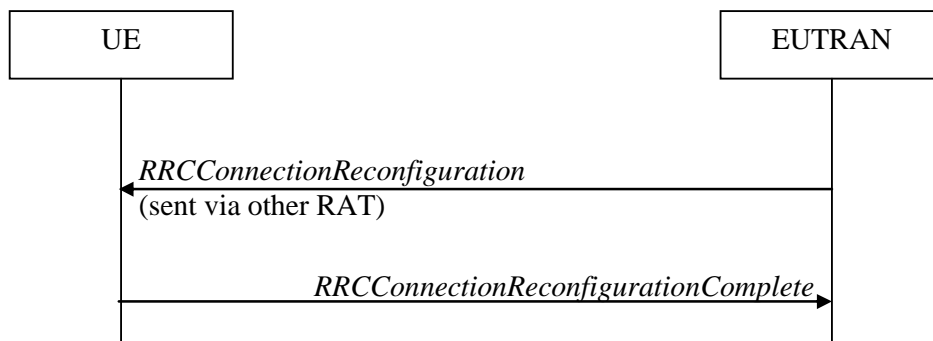 UE
EUTRAN
RRCConnectionReconfiguration
(sent via other RAT)
RRCConnectionReconfigurationComplete